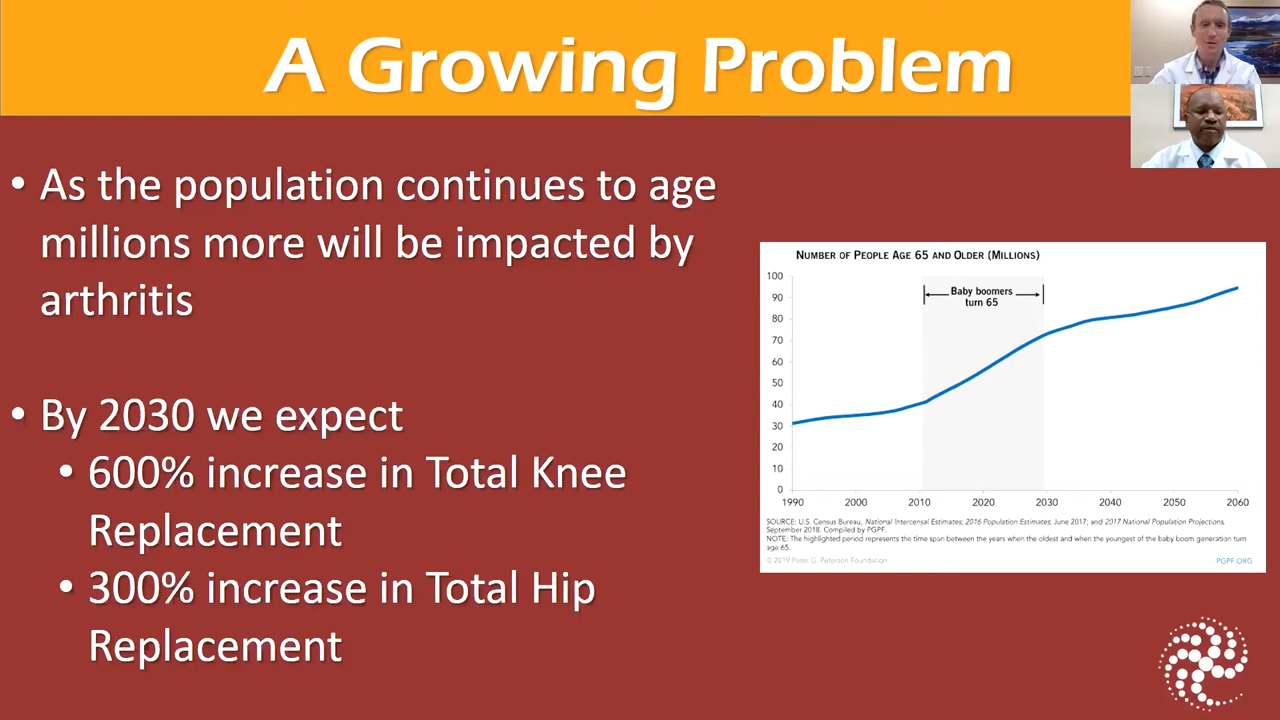 A Growing Problem
• As the population continues to age
millions more will be impacted by
arthritis
• By 2030 we expect
• 600% increase in Total Knee
Replacement
• 300% increase in Total Hip
Replacement
NUMBER OF PEOPLE AGE 65 AND OLDER (MILLIONS)
100
90
80
70
60
50
40
30
20
10
0
Baby boomers
turn 65
1990 2000 2010 2020 2030 2040 2050 2060
SOURCE: U.S. Census Bureau, National Intercensal Estimates; 2016 Population Estimates, June 2017; and 2017 National Population Projections,
September 2018. Compiled by PGPF.
NOTE: The highlighted period represents the time span between the years when the oldest and when the youngest of the baby boom generation turn
age 65.
© 2019 Peter G. Peterson Foundation PGPF.ORG